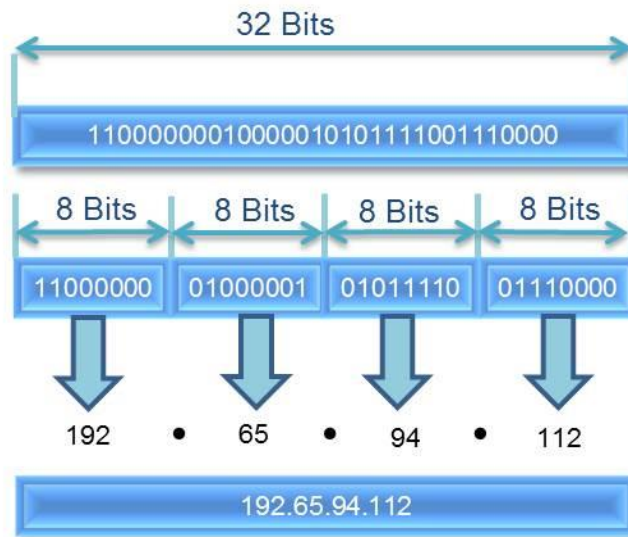 32 Bits
11000000010000010101111001110000
8 Bits 8 Bits 8 Bits 8 Bits
11000000 01000001 01011110 01110000
192 • 65 • 94 • 112
192.65.94.112